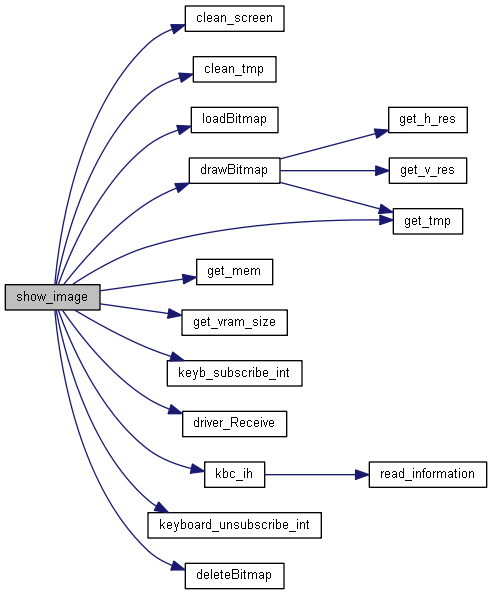 show_image
clean_screen
clean_tmp
loadBitmap
drawBitmap
get_h_res
get_v_res
get_tmp
get_mem
get_vram_size
keyb_subscribe_int
driver_Receive
kbc_ih
read_information
keyboard_unsubscribe_int
deleteBitmap